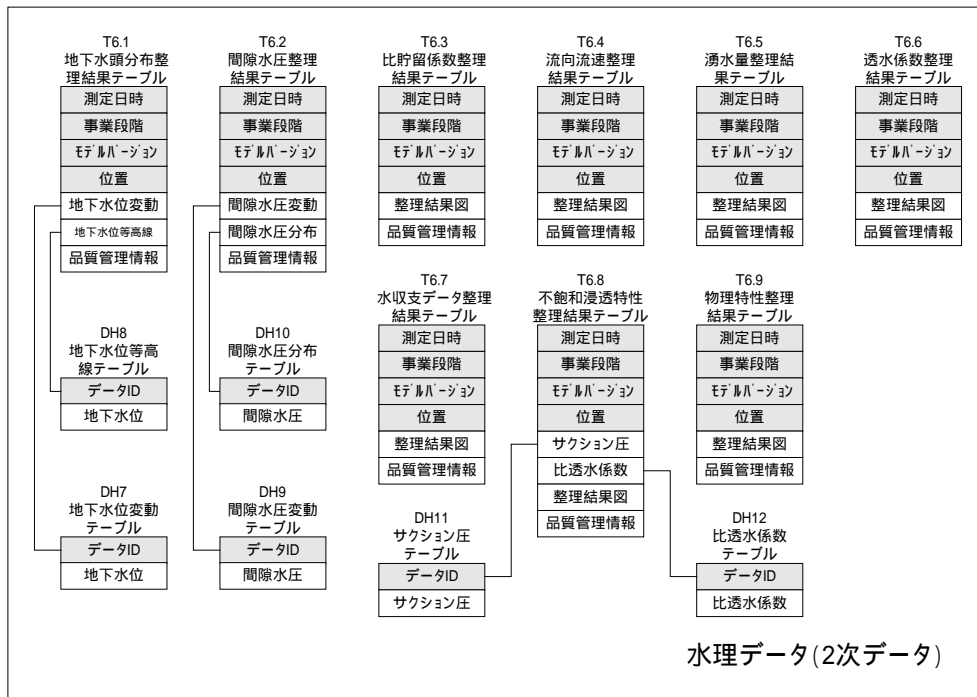 T6.1
地下水頭分布整
理結果テーブル
測定日時
事業段階
モデルバージョン
位置
地下水位変動
地下水位等高線
品質管理情報
T6.2
間隙水圧整理
結果テーブル
測定日時
事業段階
モデルバージョン
位置
間隙水圧変動
間隙水圧分布
品質管理情報
T6.3
比貯留係数整理
結果テーブル
測定日時
事業段階
モデルバージョン
位置
整理結果図
品質管理情報
T6.4
流向流速整理
結果テーブル
測定日時
事業段階
モデルバージョン
位置
整理結果図
品質管理情報
T6.5
湧水量整理結
果テーブル
測定日時
事業段階
モデルバージョン
位置
整理結果図
品質管理情報
T6.6
透水係数整理
結果テーブル
測定日時
事業段階
モデルバージョン
位置
整理結果図
品質管理情報
DH8
地下水位等高
線テーブル
データID
地下水位
DH10
間隙水圧分布
テーブル
データID
間隙水圧
T6.7
水収支データ整理
結果テーブル
測定日時
事業段階
モデルバージョン
位置
整理結果図
品質管理情報
T6.8
不飽和浸透特性
整理結果テーブル
測定日時
事業段階
モデルバージョン
位置
サクション圧
比透水係数
整理結果図
品質管理情報
T6.9
物理特性整理
結果テーブル
測定日時
事業段階
モデルバージョン
位置
整理結果図
品質管理情報
DH7
地下水位変動
テーブル
データID
地下水位
DH9
間隙水圧変動
テーブル
データID
間隙水圧
DH11
サクション圧
テーブル
データID
サクション圧
DH12
比透水係数
テーブル
データID
比透水係数
水理データ(2次データ)